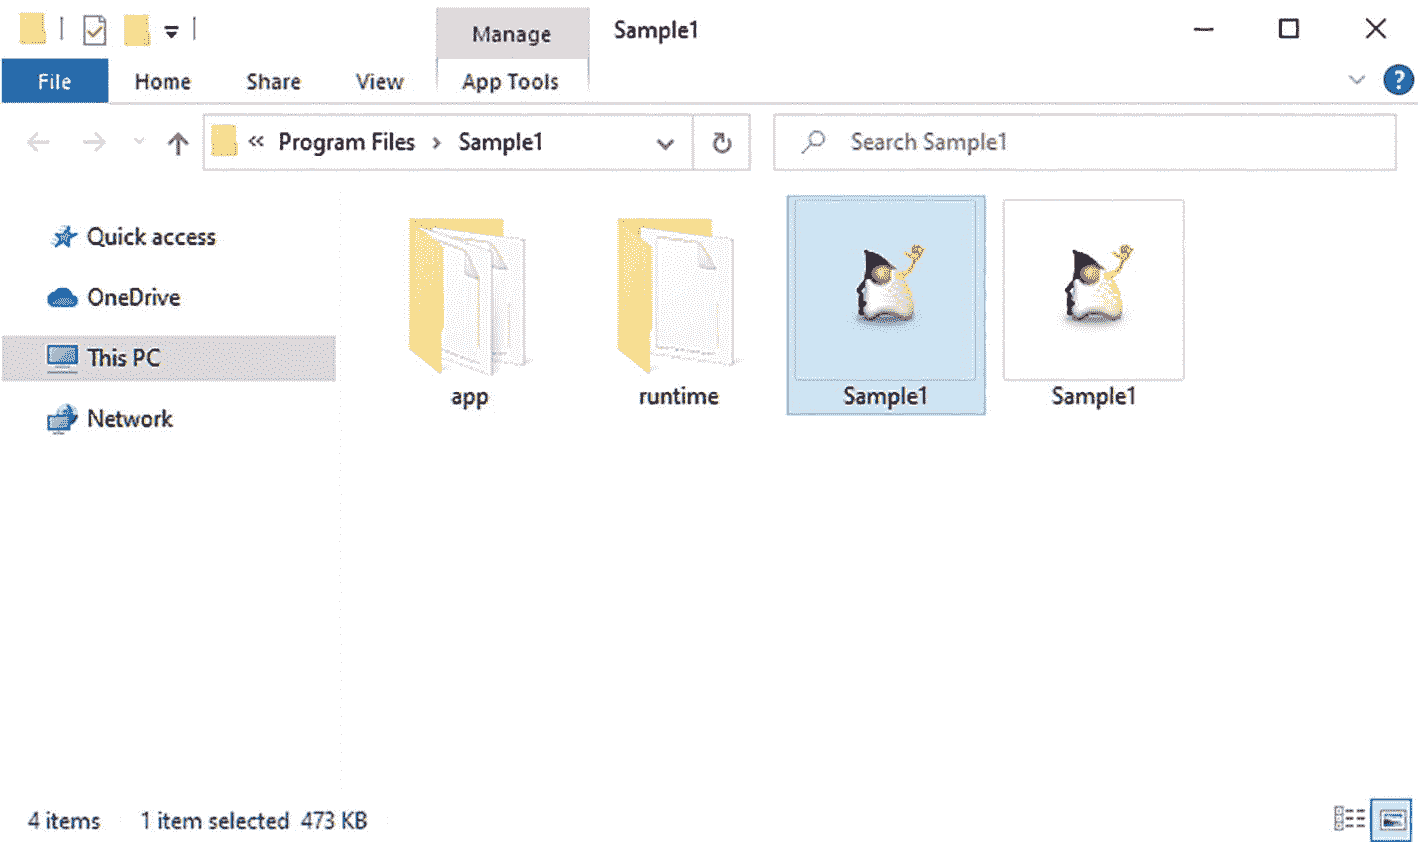 Manage Sample1
File Home Share View App Tools
?
« Program Files › Sample1 Search Sample1
Quick access
OneDrive
This PC
Network
app runtime Sample1 Sample1
4 items 1 item selected 473 KB